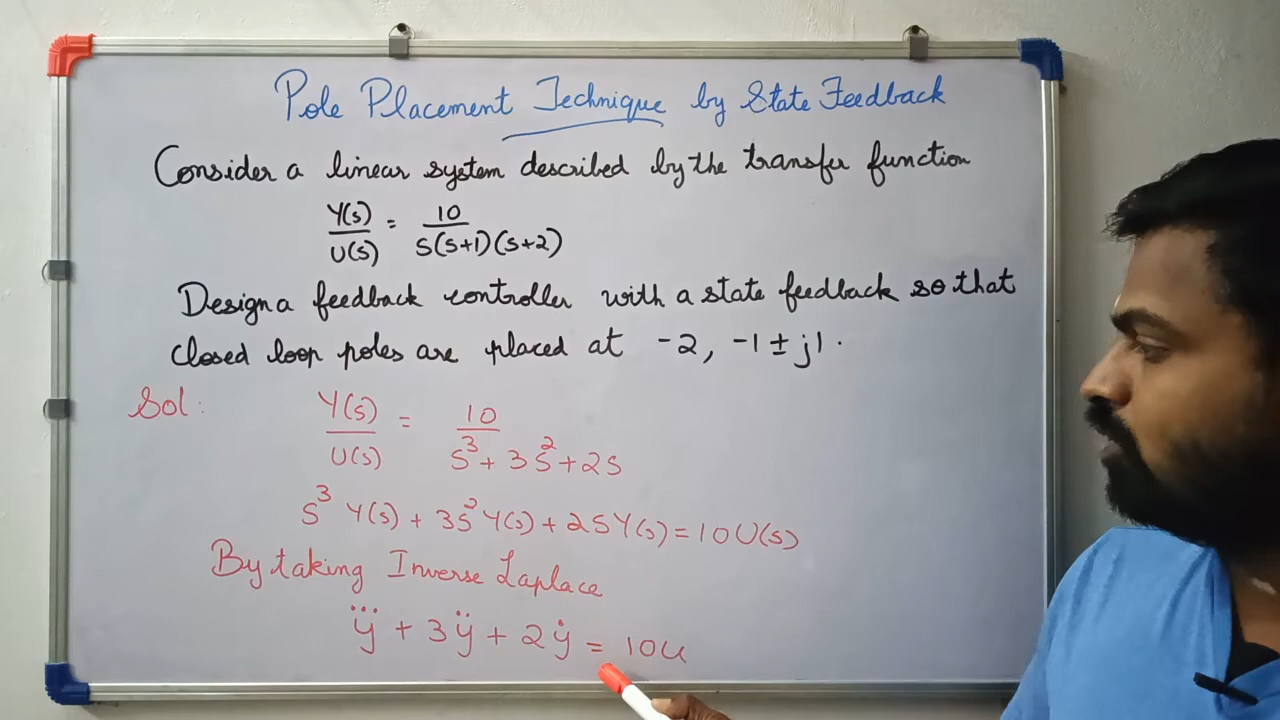 Pole Placement Technique by State Feedback
Consider a linear system described by the transfer function
Y(s)/U(s) = 10/S(S+1)(S+2)
Design a feedback controller with a state feedback so that
closed loop poles are placed at -2, -1 ± j1.
Sol: Y(s)/U(s) = 10/S³+3S²+2S
S³ Y(s) + 3S² Y(s) + 2S Y(s) = 10 U(s)
By taking Inverse Laplace
y⃛ + 3ÿ + 2ẏ = 10u